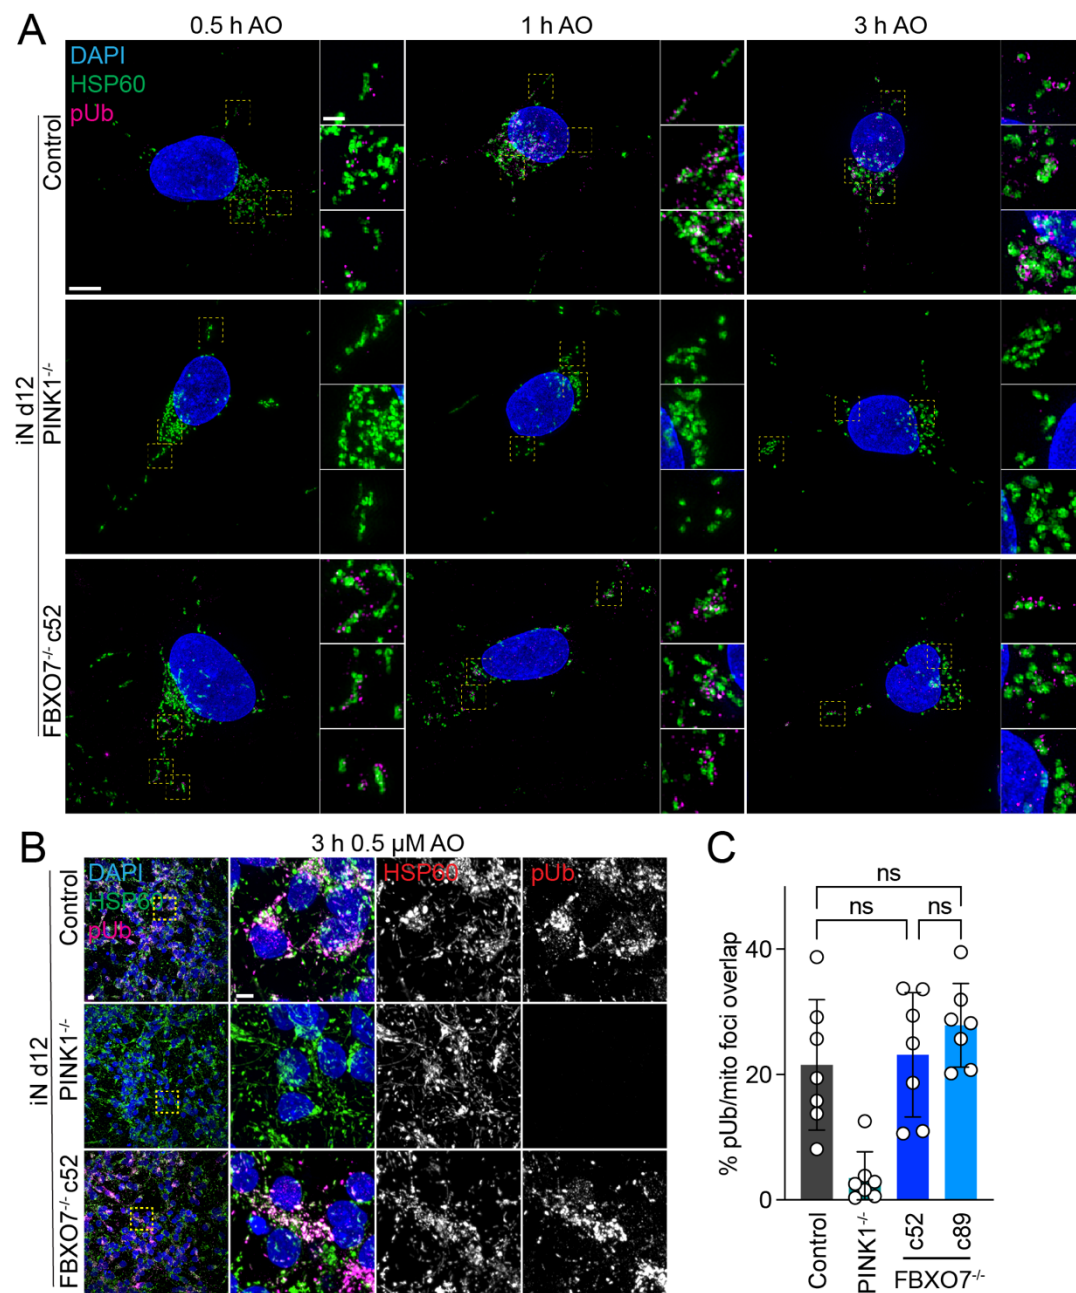 A
0.5 h AO
1 h AO
3 h AO
DAPI
HSP60
pUb
iN d12
Control
PINK1-/-
FBXO7-/- c52
B
3 h 0.5 µM AO
DAPI
HSP60
pUb
HSP60
pUb
iN d12
Control
PINK1-/-
FBXO7-/- c52
C
ns
ns
ns
% pUb/mito foci overlap
40
20
0
Control
PINK1-/-
c52
c89
FBXO7-/-